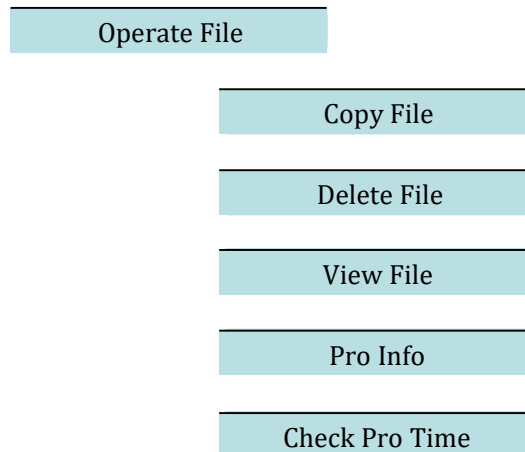 Operate File
Copy File
Delete File
View File
Pro Info
Check Pro Time